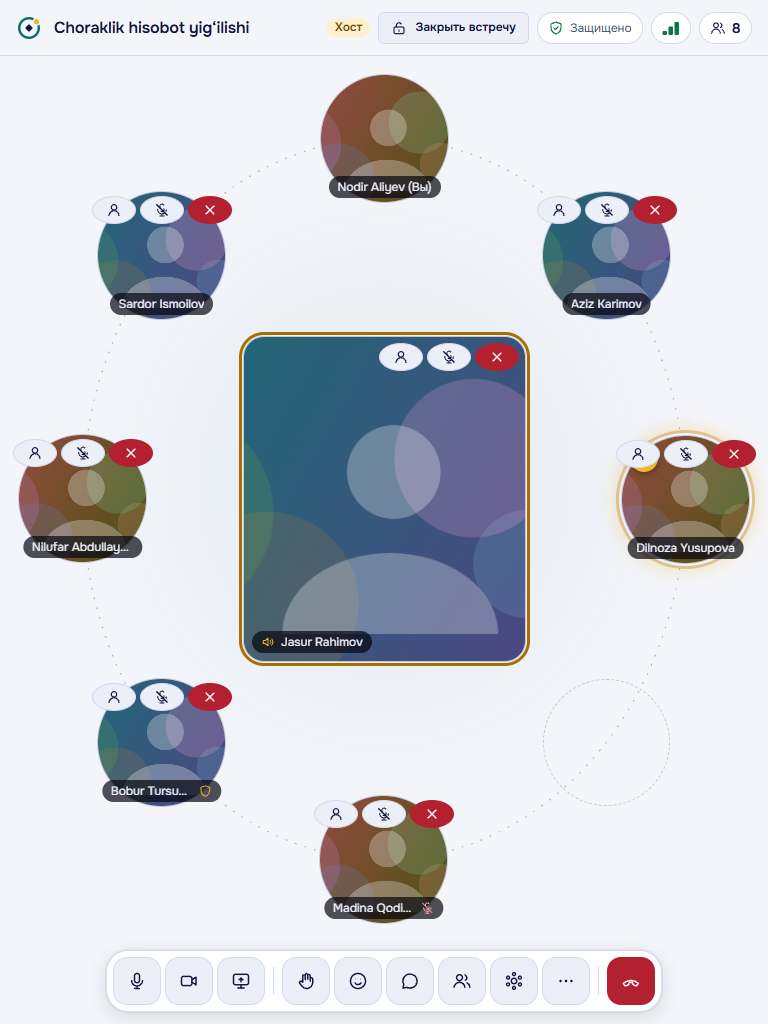 Choraklik hisobot yig‘ilishi
Хост
Закрыть встречу
Защищено
8
Nodir Aliyev (Вы)
Sardor Ismoilov
Aziz Karimov
Nilufar Abdullay...
Dilnoza Yusupova
Jasur Rahimov
Bobur Tursu...
Madina Qodi...